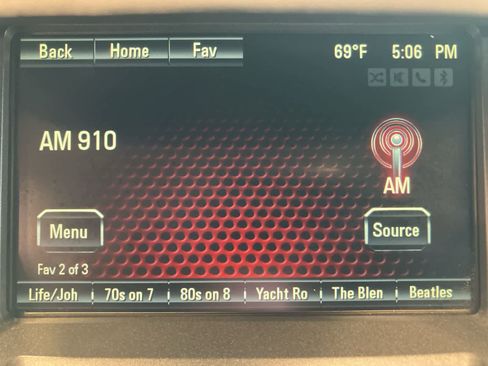 Back Home Fav 69°F 5:06 PM
AM 910
AM
Menu Source
Fav 2 of 3
Life/Joh 70s on 7 80s on 8 Yacht Ro The Blen Beatles